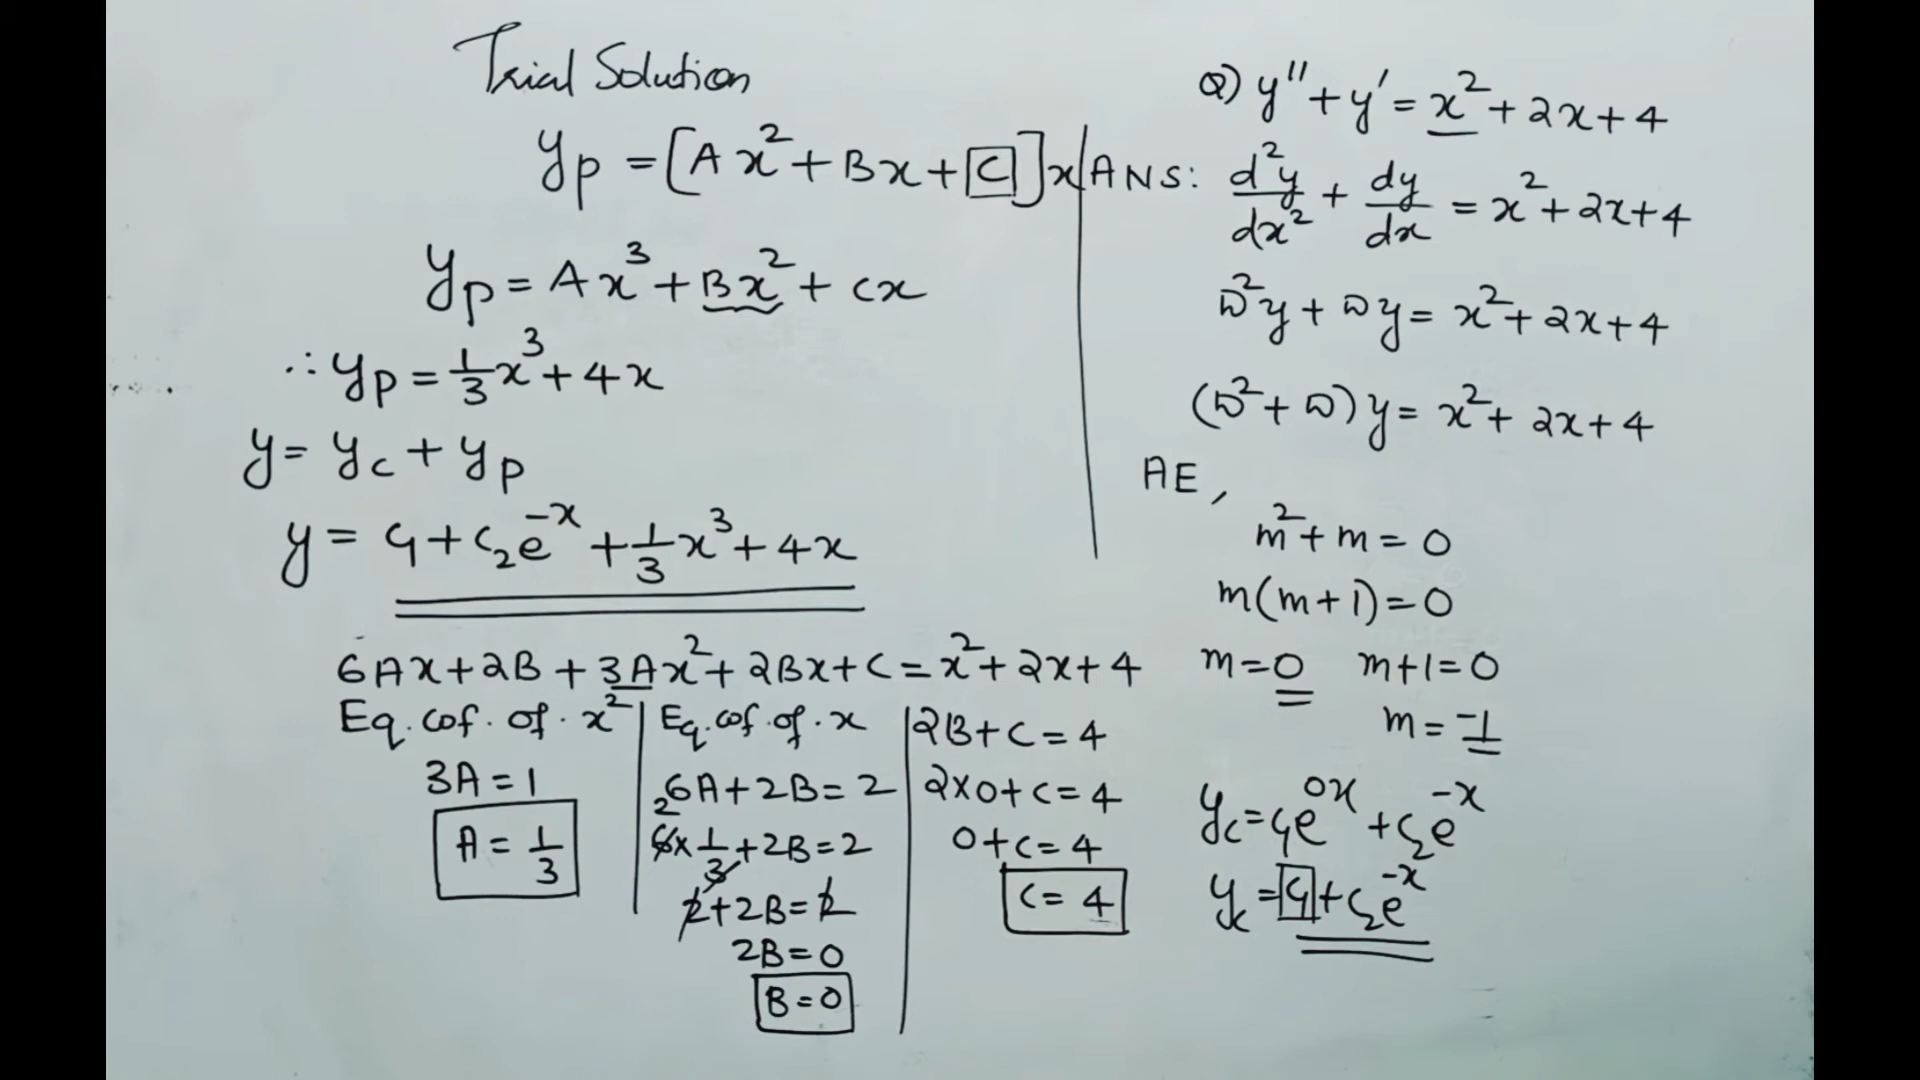 Trial Solution
yp = [Ax² + Bx + C]x
yp = Ax³ + Bx² + cx
∴ yp = 1/3 x³ + 4x
y = yc + yp
y = c₁ + c₂e^-x + 1/3 x³ + 4x
Q) y'' + y' = x² + 2x + 4
ANS: d²y/dx² + dy/dx = x² + 2x + 4
D²y + Dy = x² + 2x + 4
(D² + D)y = x² + 2x + 4
AE,
m² + m = 0
m(m+1) = 0
m = 0 m+1 = 0
m = -1
yc = c₁e^0x + c₂e^-x
yc = c₁ + c₂e^-x
6Ax + 2B + 3Ax² + 2Bx + C = x² + 2x + 4
Eq. cof. of. x²
3A = 1
A = 1/3
Eq. cof. of. x
6A + 2B = 2
2
6 x 1/3 + 2B = 2
2 + 2B = 2
2B = 0
B = 0
2B + C = 4
2 x 0 + C = 4
0 + C = 4
C = 4